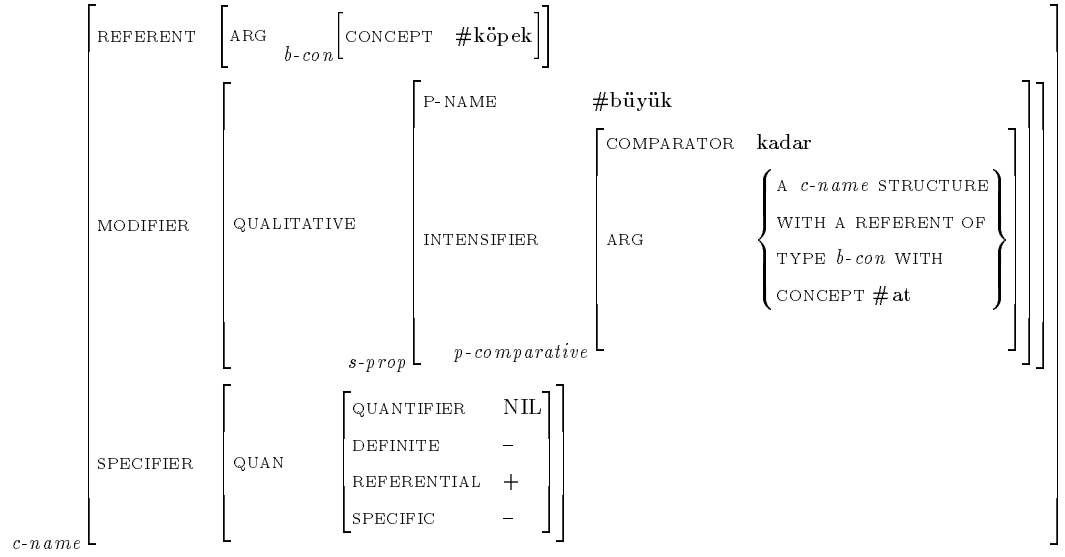 REFERENT ARG b-con CONCEPT #köpek
P-NAME #büyük
COMPARATOR kadar
A c-name STRUCTURE
WITH A REFERENT OF
MODIFIER QUALITATIVE INTENSIFIER ARG
TYPE b-con WITH
CONCEPT #at
s-prop p-comparative
QUANTIFIER NIL
DEFINITE –
SPECIFIER QUAN
REFERENTIAL +
SPECIFIC –
c-name